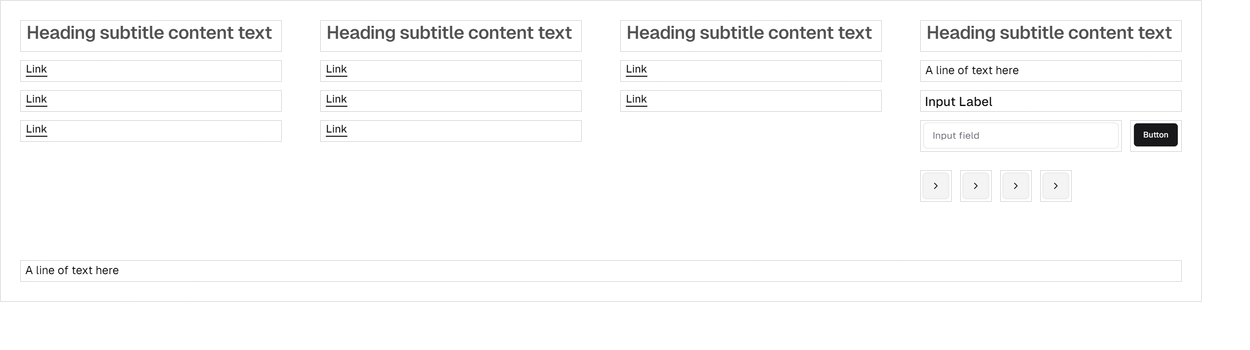 Heading subtitle content text
Link
Link
Link
Heading subtitle content text
Link
Link
Link
Heading subtitle content text
Link
Link
Heading subtitle content text
A line of text here
Input Label
Input field
Button
A line of text here